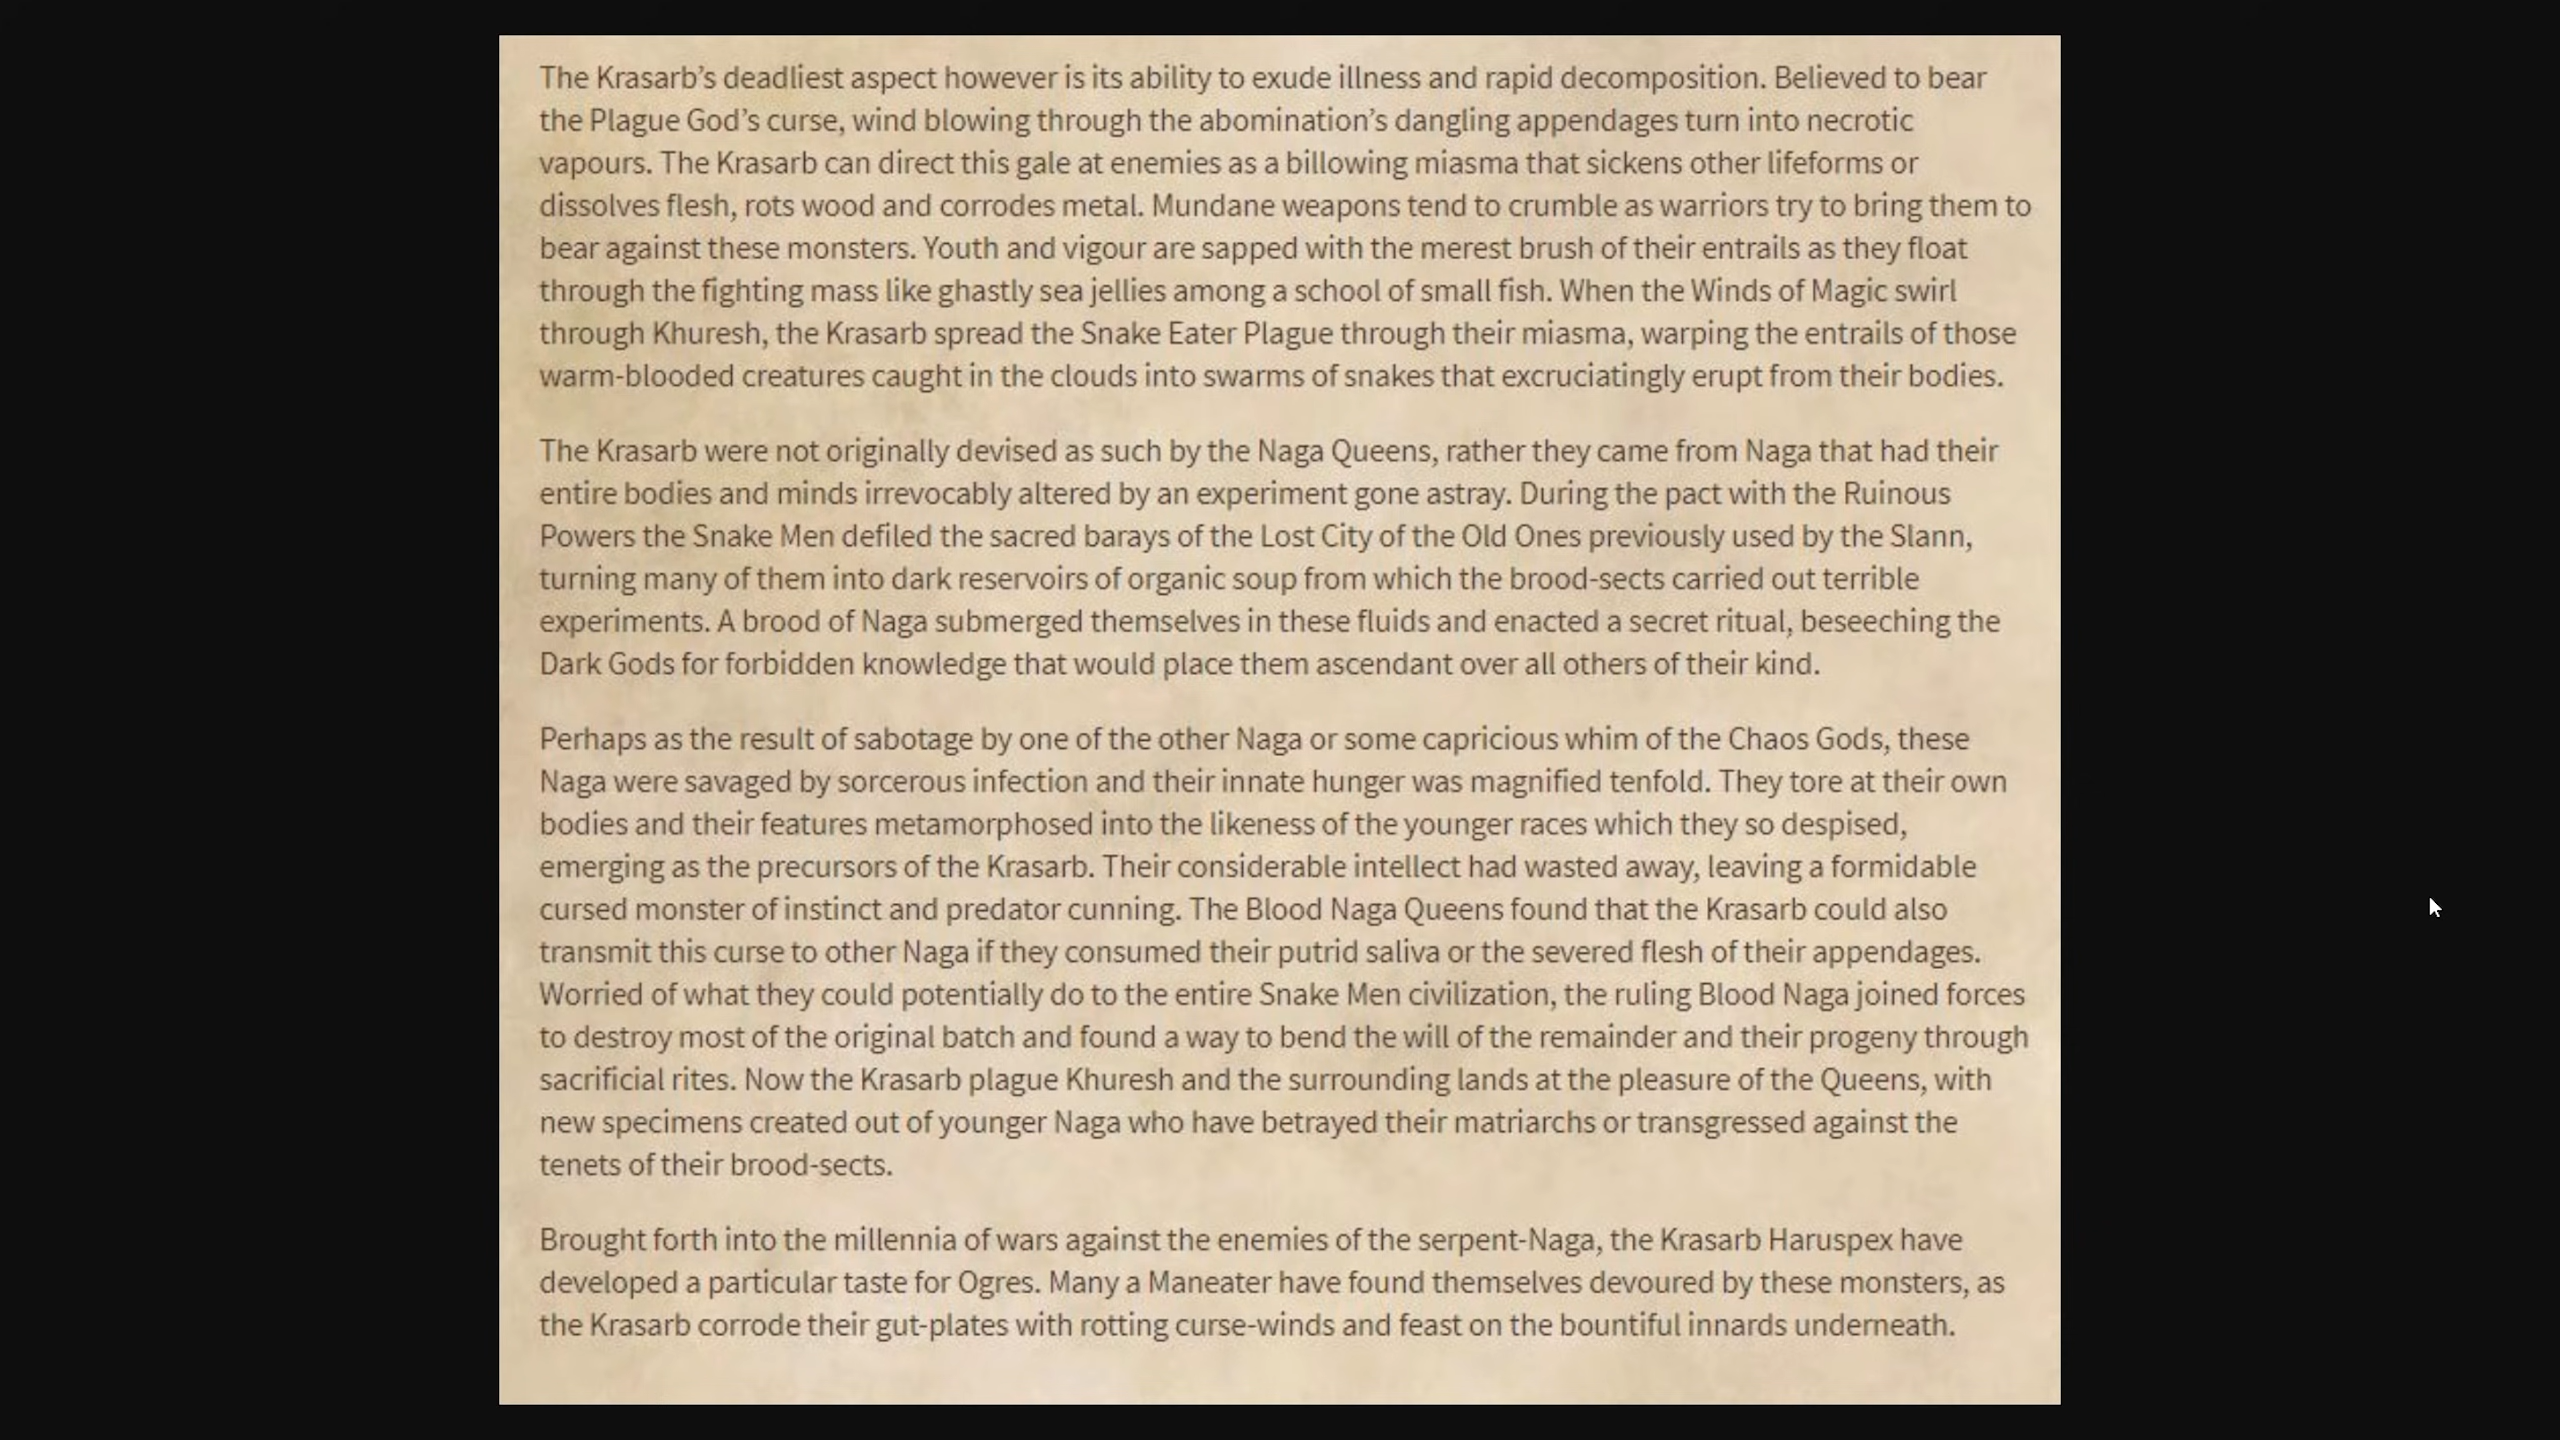 The Krasarb’s deadliest aspect however is its ability to exude illness and rapid decomposition. Believed to bear
the Plague God’s curse, wind blowing through the abomination’s dangling appendages turn into necrotic
vapours. The Krasarb can direct this gale at enemies as a billowing miasma that sickens other lifeforms or
dissolves flesh, rots wood and corrodes metal. Mundane weapons tend to crumble as warriors try to bring them to
bear against these monsters. Youth and vigour are sapped with the merest brush of their entrails as they float
through the fighting mass like ghastly sea jellies among a school of small fish. When the Winds of Magic swirl
through Khuresh, the Krasarb spread the Snake Eater Plague through their miasma, warping the entrails of those
warm-blooded creatures caught in the clouds into swarms of snakes that excruciatingly erupt from their bodies.
The Krasarb were not originally devised as such by the Naga Queens, rather they came from Naga that had their
entire bodies and minds irrevocably altered by an experiment gone astray. During the pact with the Ruinous
Powers the Snake Men defiled the sacred barays of the Lost City of the Old Ones previously used by the Slann,
turning many of them into dark reservoirs of organic soup from which the brood-sects carried out terrible
experiments. A brood of Naga submerged themselves in these fluids and enacted a secret ritual, beseeching the
Dark Gods for forbidden knowledge that would place them ascendant over all others of their kind.
Perhaps as the result of sabotage by one of the other Naga or some capricious whim of the Chaos Gods, these
Naga were savaged by sorcerous infection and their innate hunger was magnified tenfold. They tore at their own
bodies and their features metamorphosed into the likeness of the younger races which they so despised,
emerging as the precursors of the Krasarb. Their considerable intellect had wasted away, leaving a formidable
cursed monster of instinct and predator cunning. The Blood Naga Queens found that the Krasarb could also
transmit this curse to other Naga if they consumed their putrid saliva or the severed flesh of their appendages.
Worried of what they could potentially do to the entire Snake Men civilization, the ruling Blood Naga joined forces
to destroy most of the original batch and found a way to bend the will of the remainder and their progeny through
sacrificial rites. Now the Krasarb plague Khuresh and the surrounding lands at the pleasure of the Queens, with
new specimens created out of younger Naga who have betrayed their matriarchs or transgressed against the
tenets of their brood-sects.
Brought forth into the millennia of wars against the enemies of the serpent-Naga, the Krasarb Haruspex have
developed a particular taste for Ogres. Many a Maneater have found themselves devoured by these monsters, as
the Krasarb corrode their gut-plates with rotting curse-winds and feast on the bountiful innards underneath.